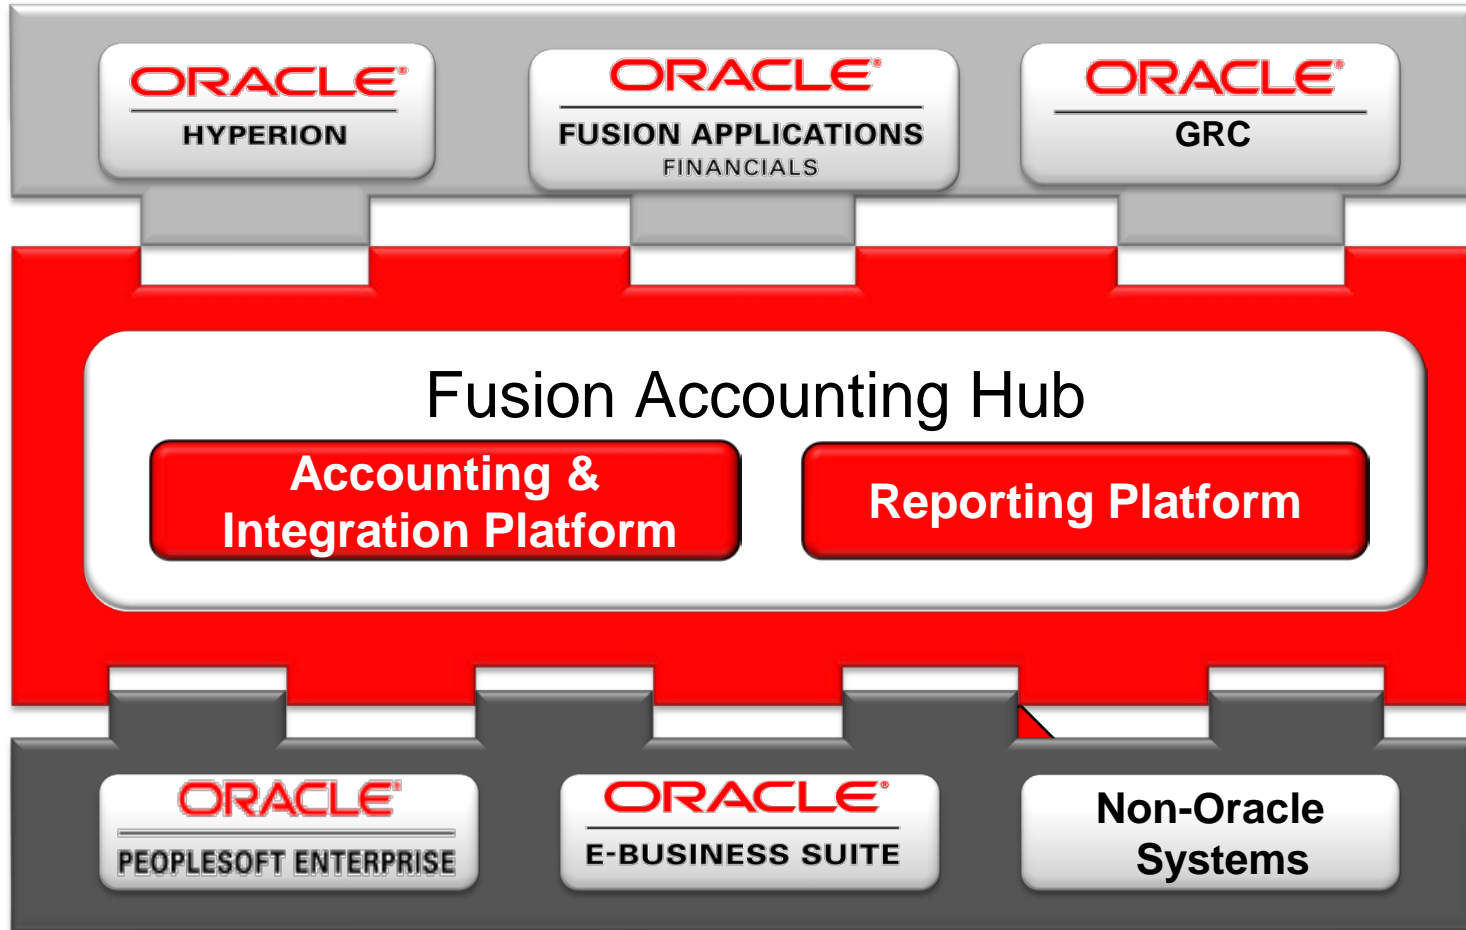 ORACLE®
HYPERION
ORACLE®
FUSION APPLICATIONS
FINANCIALS
ORACLE®
GRC
Fusion Accounting Hub
Accounting &
Integration Platform
Reporting Platform
ORACLE®
PEOPLESOFT ENTERPRISE
ORACLE®
E-BUSINESS SUITE
Non-Oracle
Systems